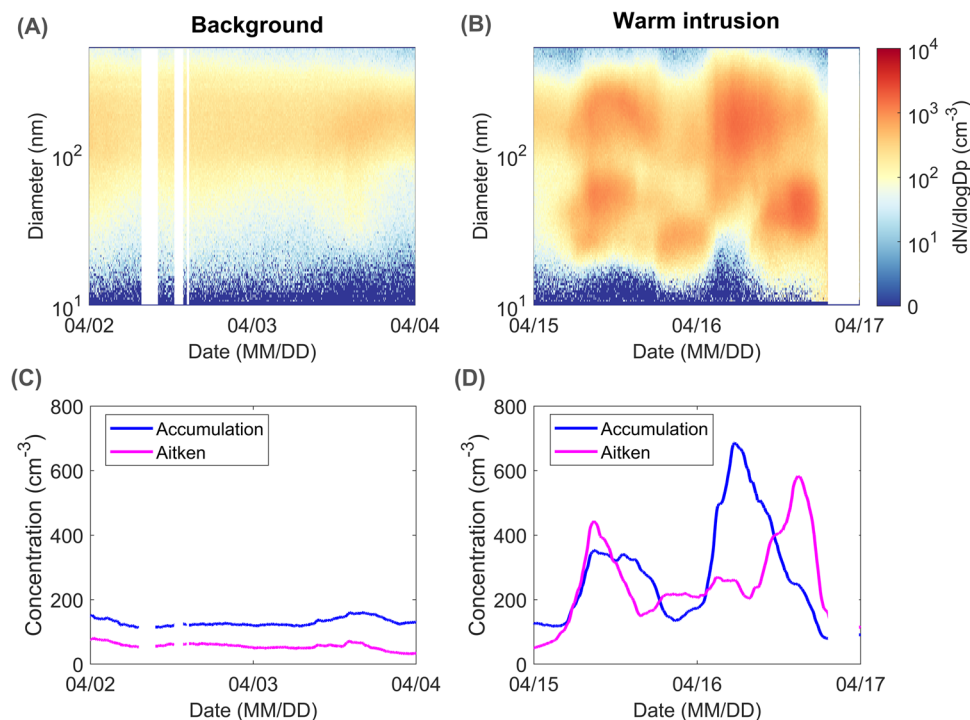 (A)
Background
Diameter (nm)
10^2
10^1
04/02
04/03
04/04
Date (MM/DD)
(B)
Warm intrusion
Diameter (nm)
10^2
10^1
04/15
04/16
04/17
Date (MM/DD)
10^4
10^3
10^2
10^1
0
dN/dlogDp (cm^-3)
(C)
Concentration (cm^-3)
800
600
400
200
0
Accumulation
Aitken
04/02
04/03
04/04
Date (MM/DD)
(D)
Concentration (cm^-3)
800
600
400
200
0
Accumulation
Aitken
04/15
04/16
04/17
Date (MM/DD)